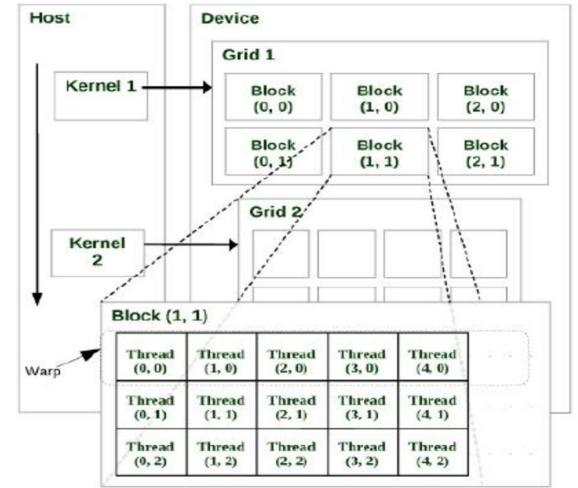 Host
Device
Grid 1
Kernel 1
Block
(0, 0)
Block
(1, 0)
Block
(2, 0)
Block
(0, 1)
Block
(1, 1)
Block
(2, 1)
Grid 2
Kernel
2
Block (1, 1)
Warp
Thread
(0, 0)
Thread
(1, 0)
Thread
(2, 0)
Thread
(3, 0)
Thread
(4, 0)
Thread
(0, 1)
Thread
(1, 1)
Thread
(2, 1)
Thread
(3, 1)
Thread
(4, 1)
Thread
(0, 2)
Thread
(1, 2)
Thread
(2, 2)
Thread
(3, 2)
Thread
(4, 2)